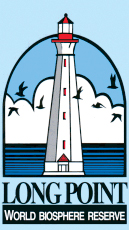 LONG POINT
WORLD BIOSPHERE RESERVE